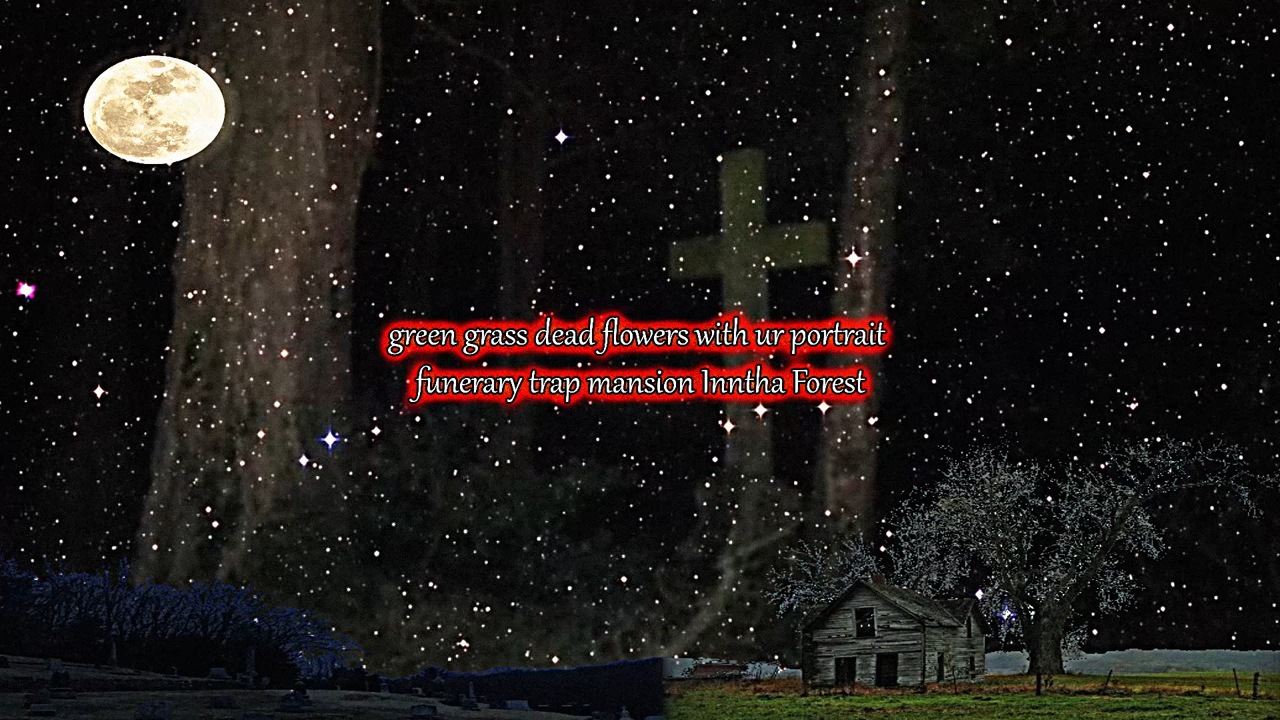 green grass dead flowers with ur portrait
funerary trap mansion Inntha Forest